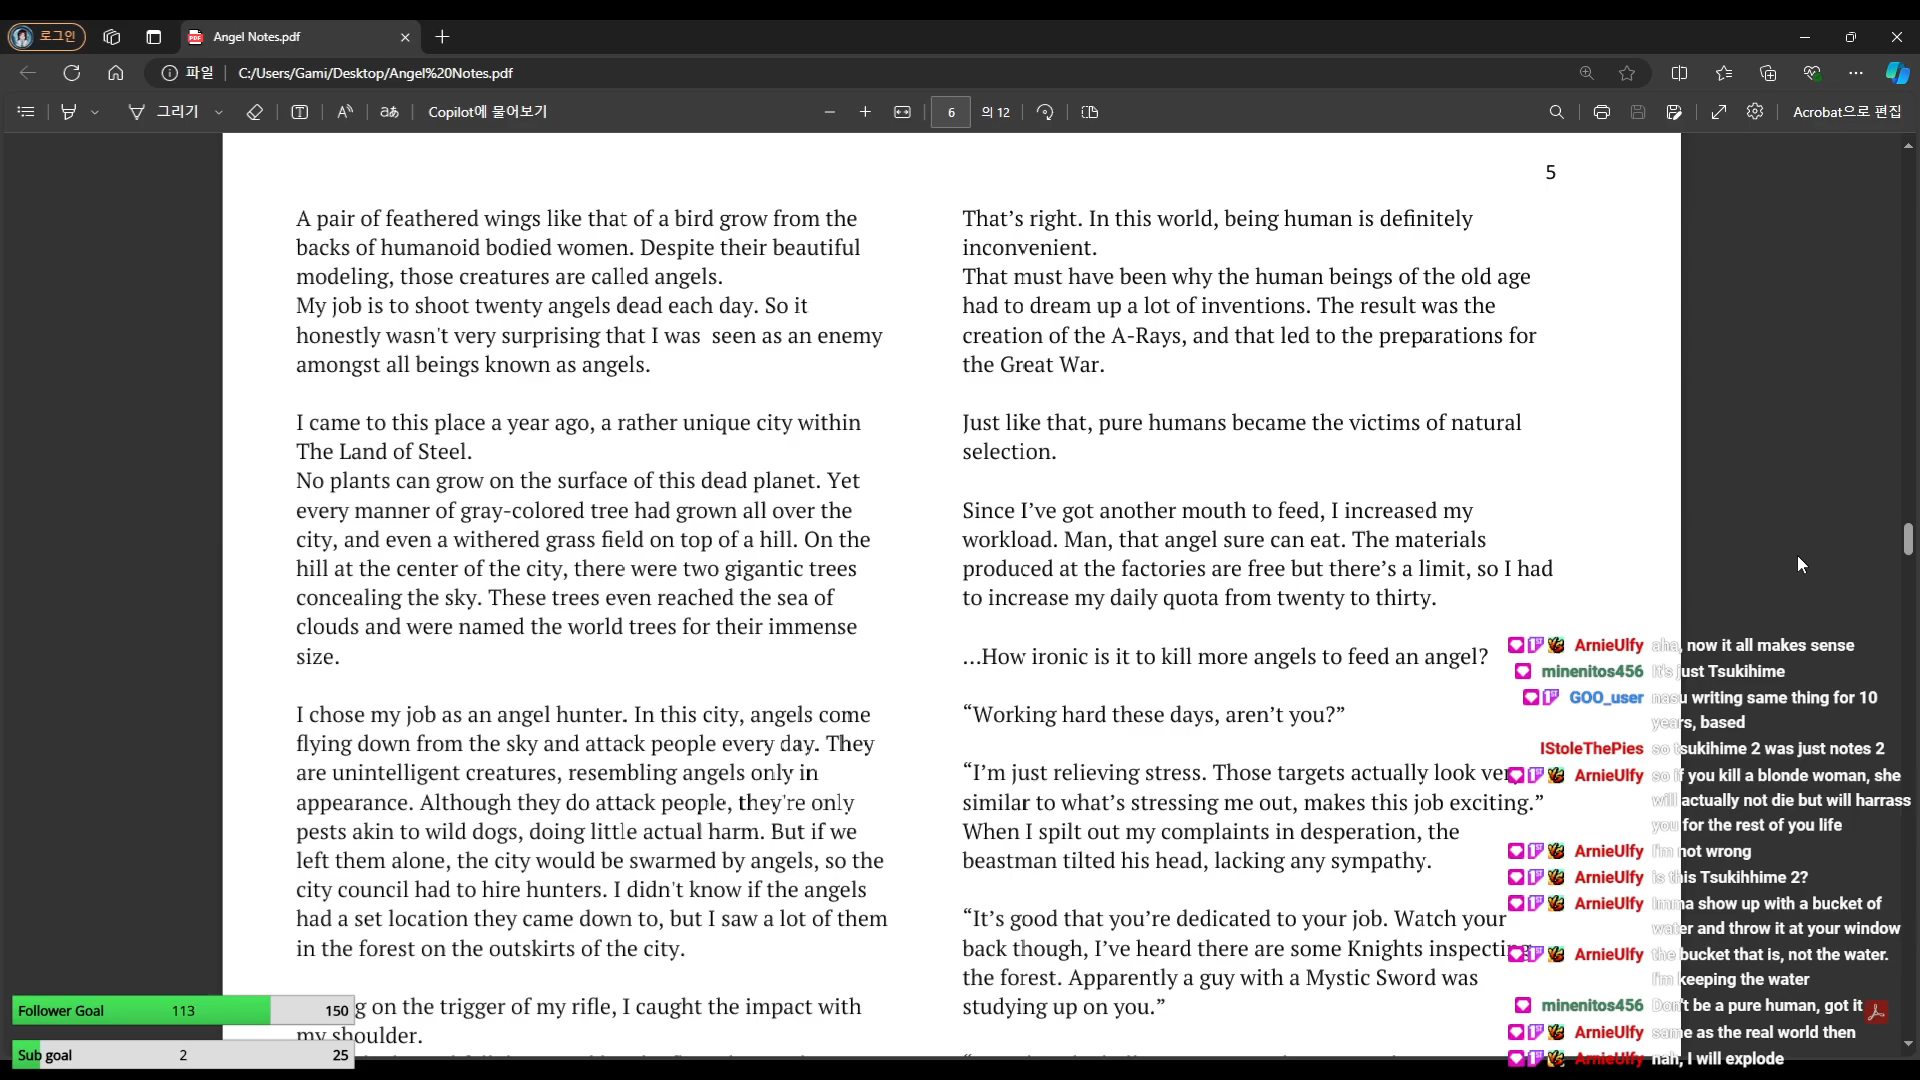 로그인
Angel Notes.pdf
파일
C:/Users/Gami/Desktop/Angel%20Notes.pdf
그리기
Copilot에 물어보기
6
의 12
Acrobat으로 편집
5
A pair of feathered wings like that of a bird grow from the
backs of humanoid bodied women. Despite their beautiful
modeling, those creatures are called angels.
My job is to shoot twenty angels dead each day. So it
honestly wasn't very surprising that I was  seen as an enemy
amongst all beings known as angels.
I came to this place a year ago, a rather unique city within
The Land of Steel.
No plants can grow on the surface of this dead planet. Yet
every manner of gray-colored tree had grown all over the
city, and even a withered grass field on top of a hill. On the
hill at the center of the city, there were two gigantic trees
concealing the sky. These trees even reached the sea of
clouds and were named the world trees for their immense
size.
I chose my job as an angel hunter. In this city, angels come
flying down from the sky and attack people every day. They
are unintelligent creatures, resembling angels only in
appearance. Although they do attack people, they're only
pests akin to wild dogs, doing little actual harm. But if we
left them alone, the city would be swarmed by angels, so the
city council had to hire hunters. I didn't know if the angels
had a set location they came down to, but I saw a lot of them
in the forest on the outskirts of the city.
g on the trigger of my rifle, I caught the impact with
my shoulder.
That’s right. In this world, being human is definitely
inconvenient.
That must have been why the human beings of the old age
had to dream up a lot of inventions. The result was the
creation of the A-Rays, and that led to the preparations for
the Great War.
Just like that, pure humans became the victims of natural
selection.
Since I’ve got another mouth to feed, I increased my
workload. Man, that angel sure can eat. The materials
produced at the factories are free but there’s a limit, so I had
to increase my daily quota from twenty to thirty.
…How ironic is it to kill more angels to feed an angel?
“Working hard these days, aren’t you?”
“I’m just relieving stress. Those targets actually look very
similar to what’s stressing me out, makes this job exciting.”
When I spilt out my complaints in desperation, the
beastman tilted his head, lacking any sympathy.
“It’s good that you’re dedicated to your job. Watch your
back though, I’ve heard there are some Knights inspecting
the forest. Apparently a guy with a Mystic Sword was
studying up on you.”
ArnieUlfy aha, now it all makes sense
minenitos456 It's just Tsukihime
GOO_user nasu writing same thing for 10
years, based
IStoleThePies so tsukihime 2 was just notes 2
ArnieUlfy so if you kill a blonde woman, she
will actually not die but will harrass
you for the rest of you life
ArnieUlfy I'm not wrong
ArnieUlfy Is this Tsukihhime 2?
ArnieUlfy Imma show up with a bucket of
water and throw it at your window
ArnieUlfy the bucket that is, not the water.
I'm keeping the water
minenitos456 Don't be a pure human, got it
ArnieUlfy same as the real world then
ArnieUlfy nah, I will explode
Follower Goal 113 150
Sub goal 2 25